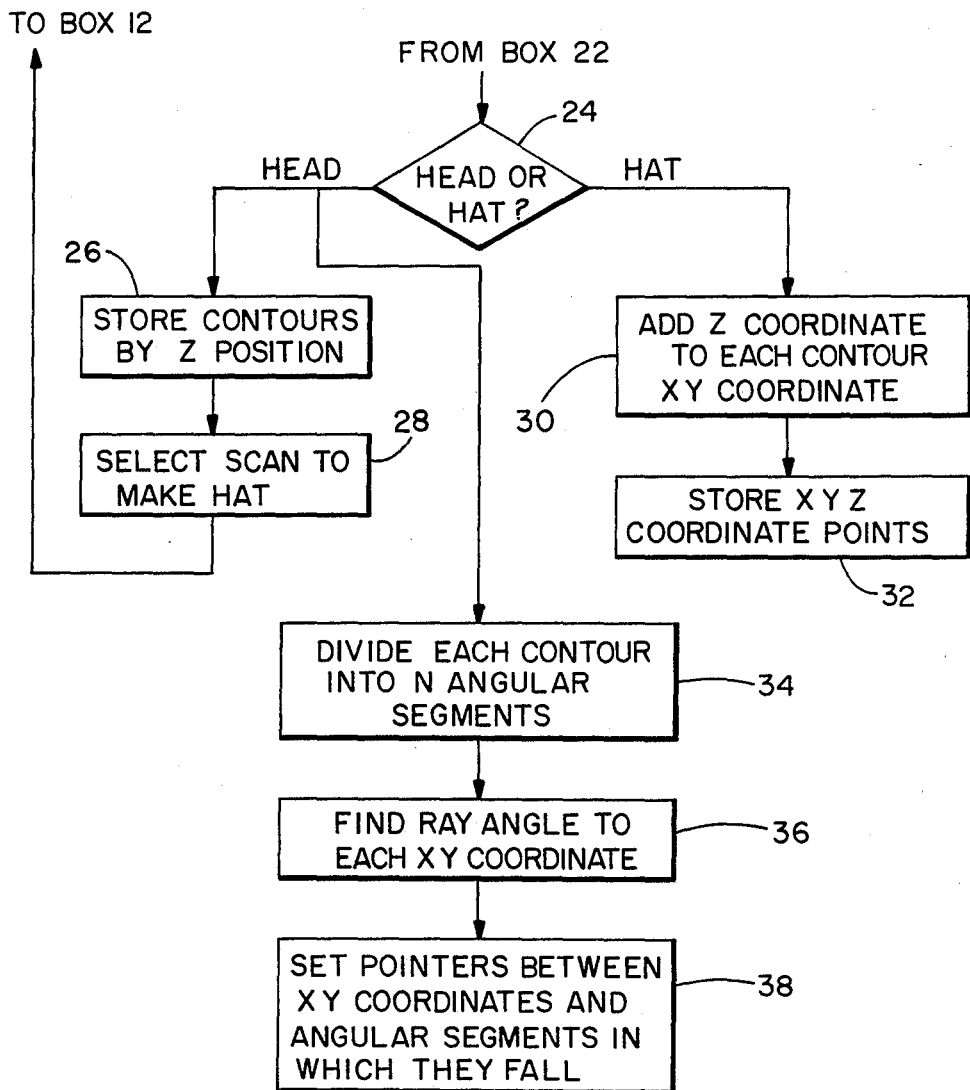 TO BOX 12
FROM BOX 22
24
HEAD
HEAD OR
HAT?
HAT
26
STORE CONTOURS
BY Z POSITION
28
SELECT SCAN TO
MAKE HAT
ADD Z COORDINATE
TO EACH CONTOUR
XY COORDINATE
30
STORE XYZ
COORDINATE POINTS
32
DIVIDE EACH CONTOUR
INTO N ANGULAR
SEGMENTS
34
FIND RAY ANGLE TO
EACH XY COORDINATE
36
SET POINTERS BETWEEN
XY COORDINATES AND
ANGULAR SEGMENTS IN
WHICH THEY FALL
38